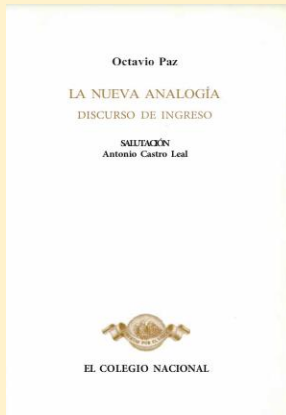 Octavio Paz
LA NUEVA ANALOGÍA
DISCURSO DE INGRESO
SALUTACIÓN
Antonio Castro Leal
EL COLEGIO NACIONAL